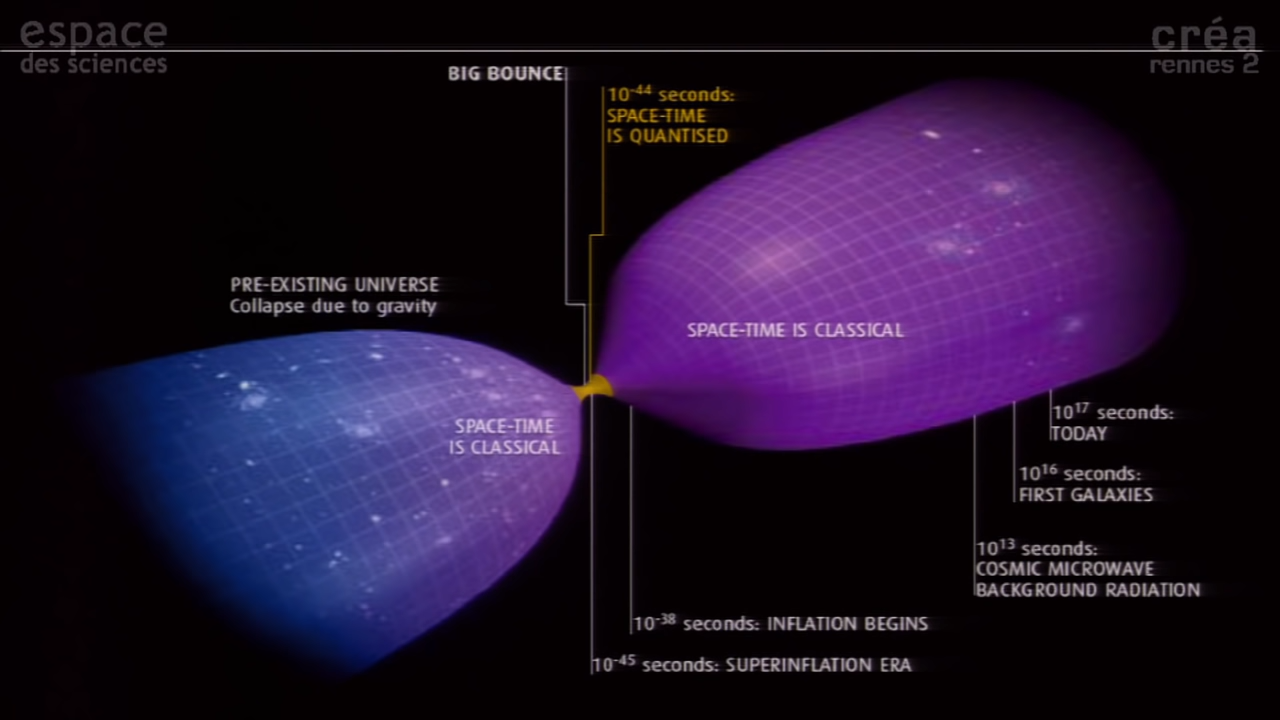 espace
des sciences
créa
rennes 2
BIG BOUNCE
10⁻⁴⁴ seconds:
SPACE-TIME
IS QUANTISED
PRE-EXISTING UNIVERSE
Collapse due to gravity
SPACE-TIME IS CLASSICAL
SPACE-TIME
IS CLASSICAL
10¹⁷ seconds:
TODAY
10¹⁶ seconds:
FIRST GALAXIES
10¹³ seconds:
COSMIC MICROWAVE
BACKGROUND RADIATION
10⁻³⁸ seconds: INFLATION BEGINS
10⁻⁴⁵ seconds: SUPERINFLATION ERA